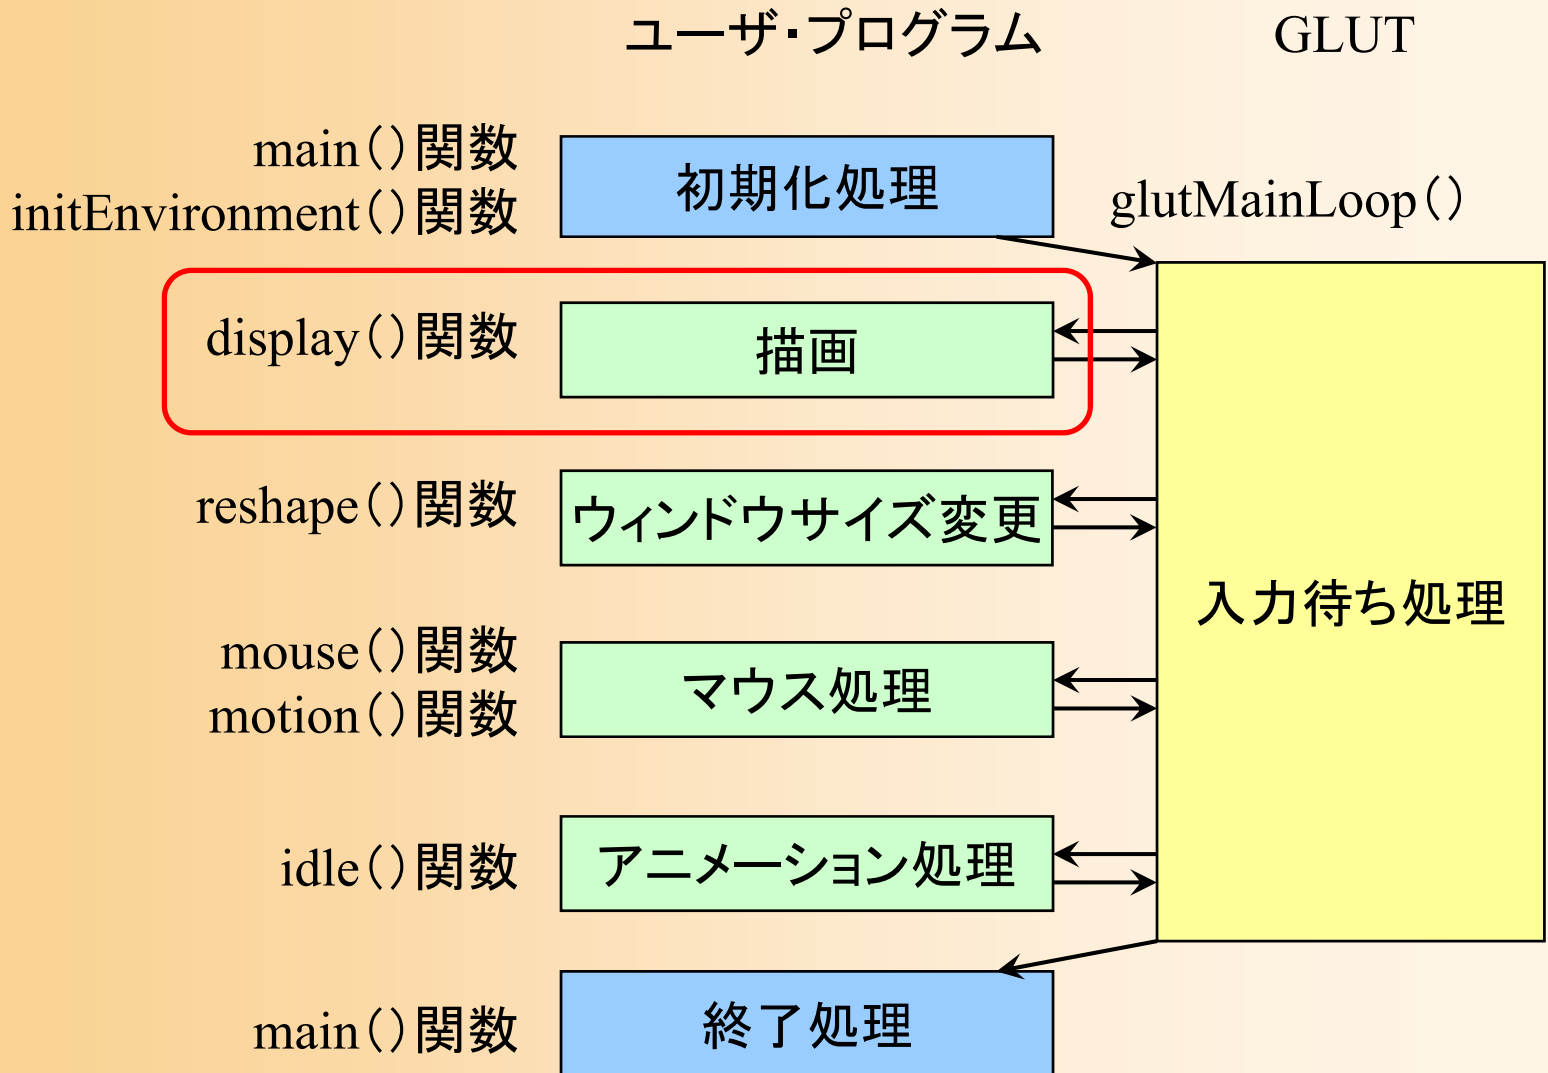 ユーザ・プログラム
GLUT
main()関数
initEnvironment()関数
初期化処理
glutMainLoop()
display()関数
描画
reshape()関数
ウィンドウサイズ変更
入力待ち処理
mouse()関数
motion()関数
マウス処理
idle()関数
アニメーション処理
main()関数
終了処理